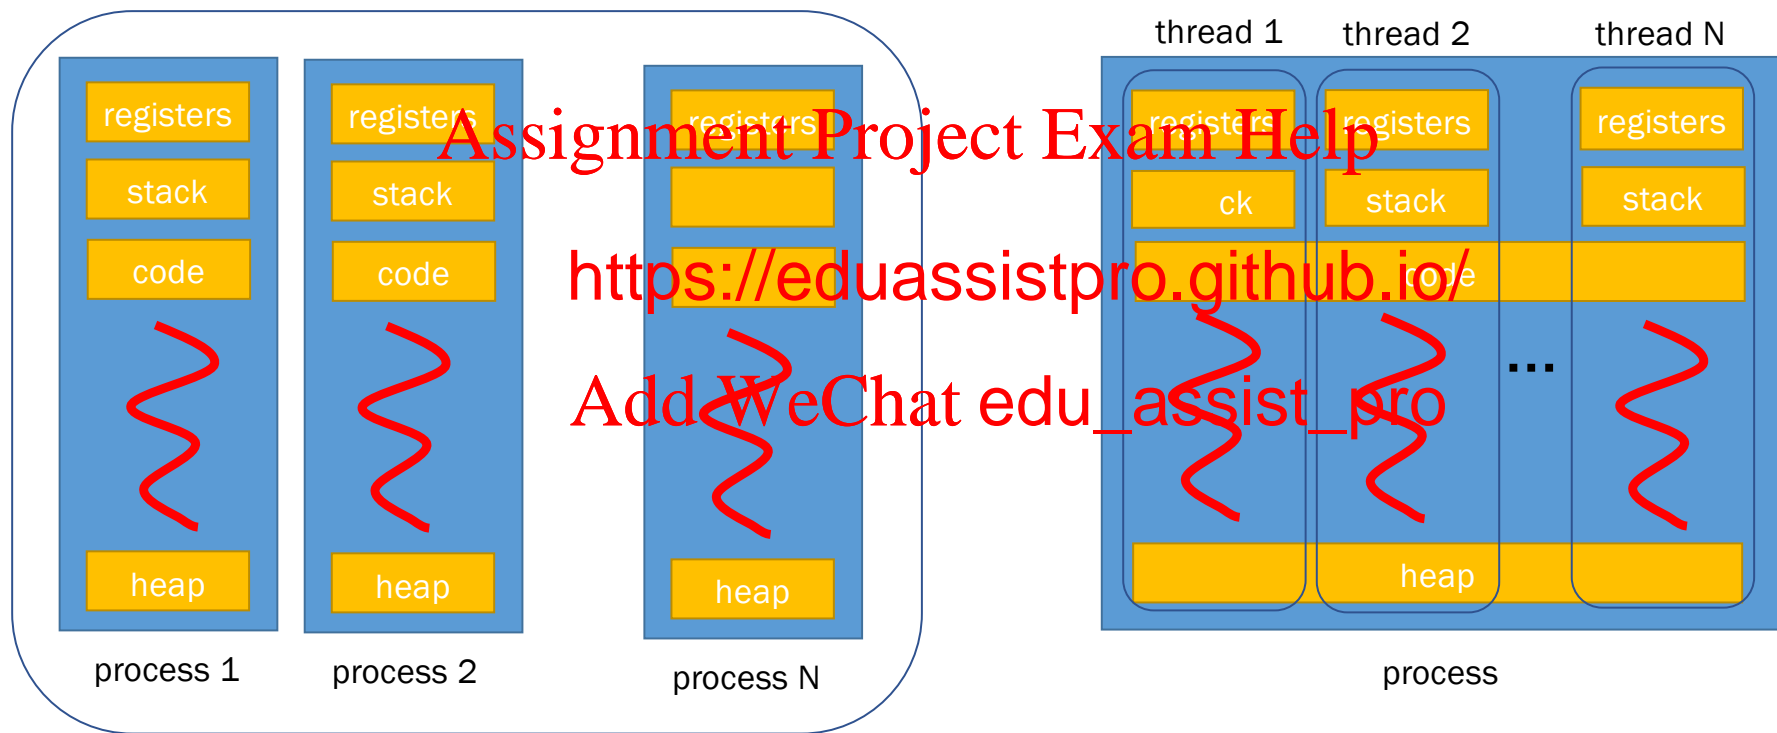 thread 1 thread 2 thread N
registers registers registers registers registers registers
Assignment Project Exam Help
stack stack ck stack stack
code code code
https://eduassistpro.github.io/
...
Add WeChat edu_assist_pro
heap heap heap heap
process 1 process 2 process N process